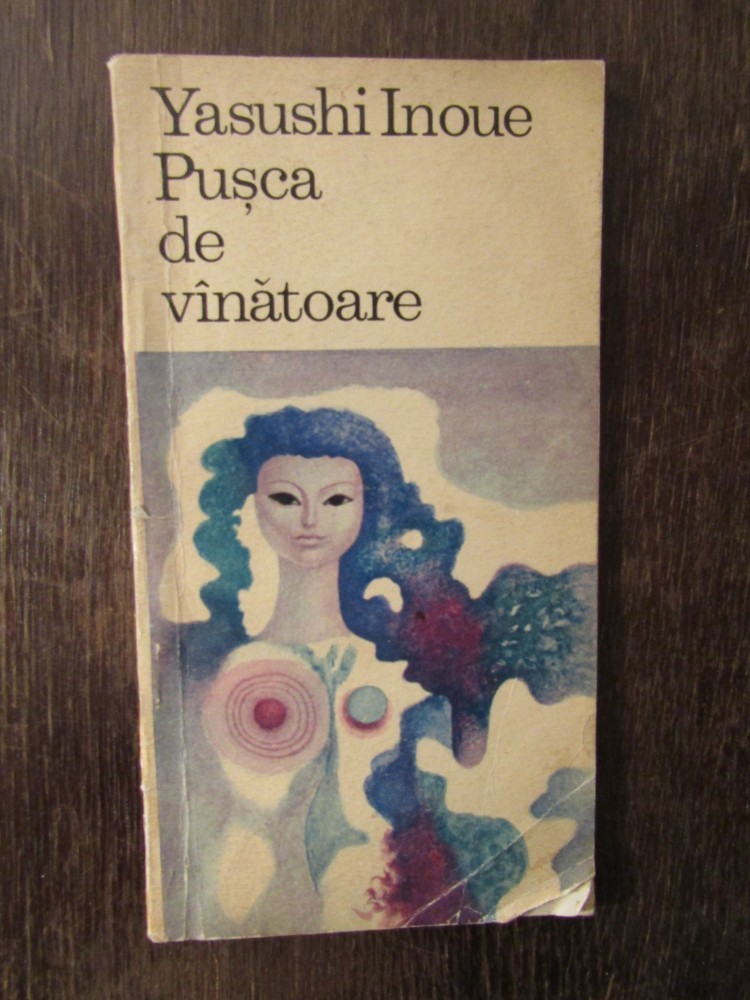 Yasushi Inoue
Pușca
de
vînătoare